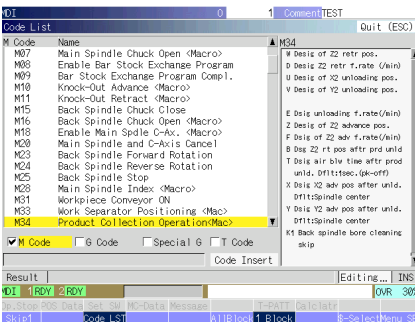 MDI 0 1 Comment TEST
Code List Quit (ESC)
M Code Name
M07 Main Spindle Chuck Open <Macro>
M08 Enable Bar Stock Exchange Program
M09 Bar Stock Exchange Program Compl.
M10 Knock-Out Advance <Macro>
M11 Knock-Out Retract <Macro>
M15 Back Spindle Chuck Close
M16 Back Spindle Chuck Open <Macro>
M18 Enable Main Spdle C-Ax. <Macro>
M20 Main Spindle and C-Axis Cancel
M23 Back Spindle Forward Rotation
M24 Back Spindle Reverse Rotation
M25 Back Spindle Stop
M28 Main Spindle Index <Macro>
M31 Workpiece Conveyor ON
M33 Work Separator Positioning <Mac>
M34 Product Collection Operation<Mac>
M34
W Desig of Z2 retr pos.
D Desig Z2 retr f.rate (/min)
U Desig of X2 unloading pos.
V Desig of Y2 unloading pos.
E Dsig unloading f.rate(/min)
Z Desig of Z2 advance pos.
F Dsig of Z2 adv f.rate(/min)
B Dsg Z2 rt pos aftr prd unld
T Dsig air blw time aftr prod
unld. Dflt:1sec.(pk-off)
X Dsig X2 adv pos after unld.
Dflt:Spindle center
Y Dsig Y2 adv pos after unld.
Dflt:Spindle center
K1 Back spindle bore cleaning
skip
M Code G Code Special G T Code
Code Insert
Result Editing... INS
MDI 1 RDY 2 RDY OVR 30%
Op.Stop POS Data Set SW MC-Data Message T-PATT Calclatr
Skip1 Code LST AllBlock 1 Block 0-Select Menu